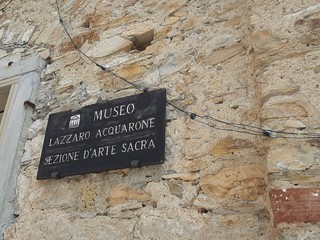 MUSEO
LAZZARO ACQUARONE
SEZIONE D'ARTE SACRA